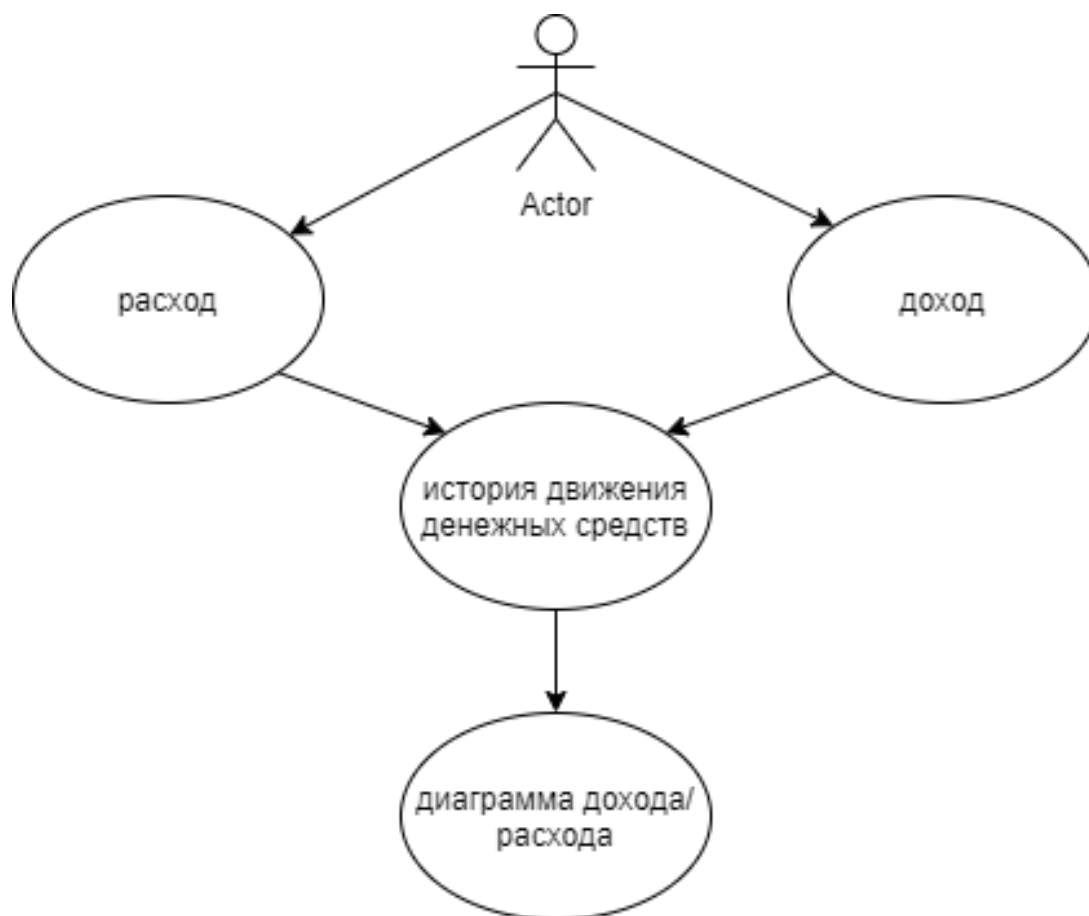 Actor
расход
доход
история движения
денежных средств
диаграмма дохода/
расхода